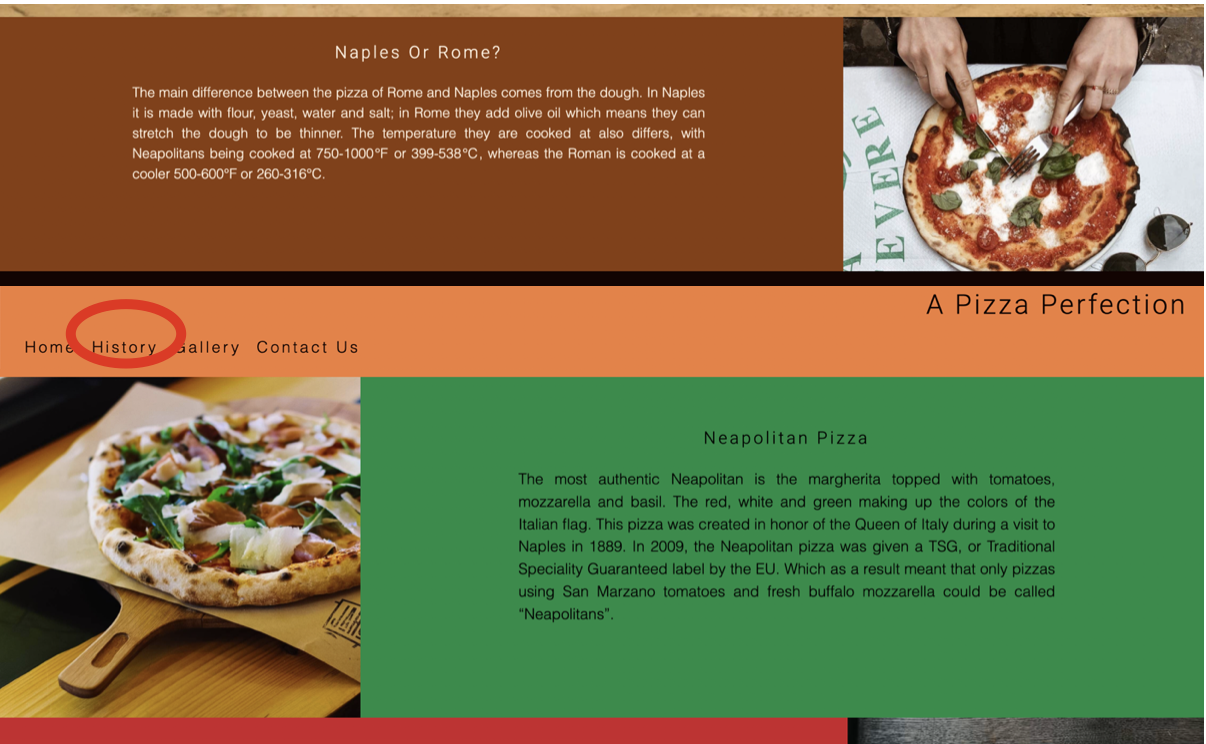 Naples Or Rome?
The main difference between the pizza of Rome and Naples comes from the dough. In Naples
it is made with flour, yeast, water and salt; in Rome they add olive oil which means they can
stretch the dough to be thinner. The temperature they are cooked at also differs, with
Neapolitans being cooked at 750-1000°F or 399-538°C, whereas the Roman is cooked at a
cooler 500-600°F or 260-316°C.
EVERE
A Pizza Perfection
Home History Gallery Contact Us
Neapolitan Pizza
The most authentic Neapolitan is the margherita topped with tomatoes,
mozzarella and basil. The red, white and green making up the colors of the
Italian flag. This pizza was created in honor of the Queen of Italy during a visit to
Naples in 1889. In 2009, the Neapolitan pizza was given a TSG, or Traditional
Speciality Guaranteed label by the EU. Which as a result meant that only pizzas
using San Marzano tomatoes and fresh buffalo mozzarella could be called
“Neapolitans”.